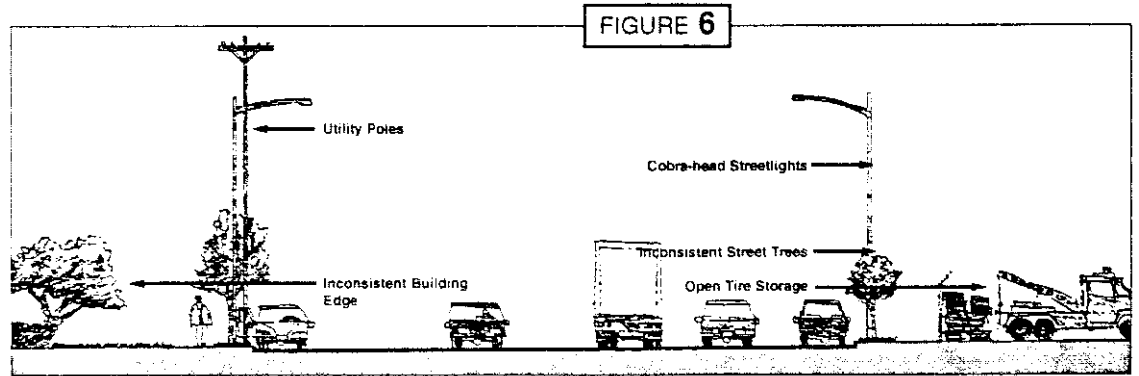 FIGURE 6
Utility Poles
Cobra-head Streetlights
Inconsistent Street Trees
Inconsistent Building
Edge
Open Tire Storage